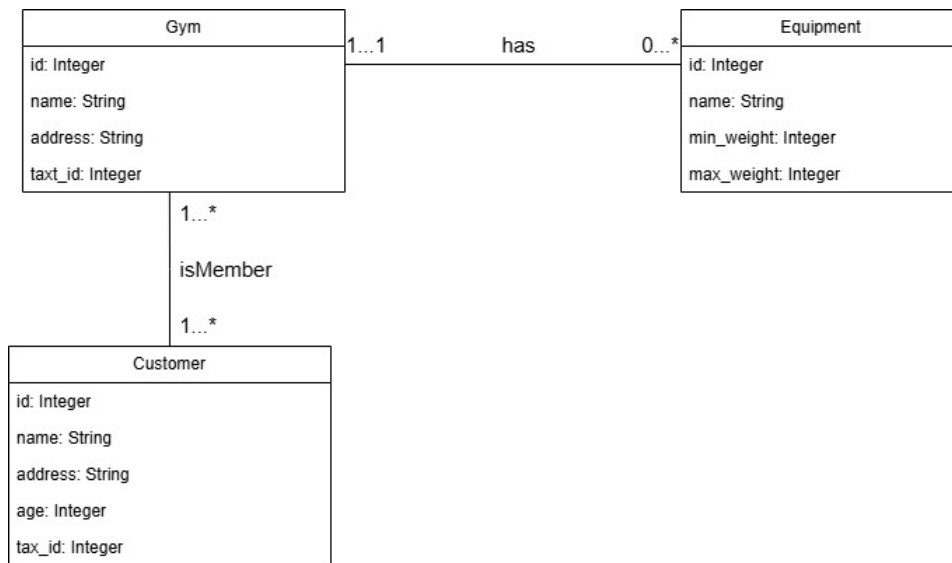 Gym
id: Integer
name: String
address: String
taxt_id: Integer
1...1 has 0...*
Equipment
id: Integer
name: String
min_weight: Integer
max_weight: Integer
1...*
isMember
1...*
Customer
id: Integer
name: String
address: String
age: Integer
tax_id: Integer